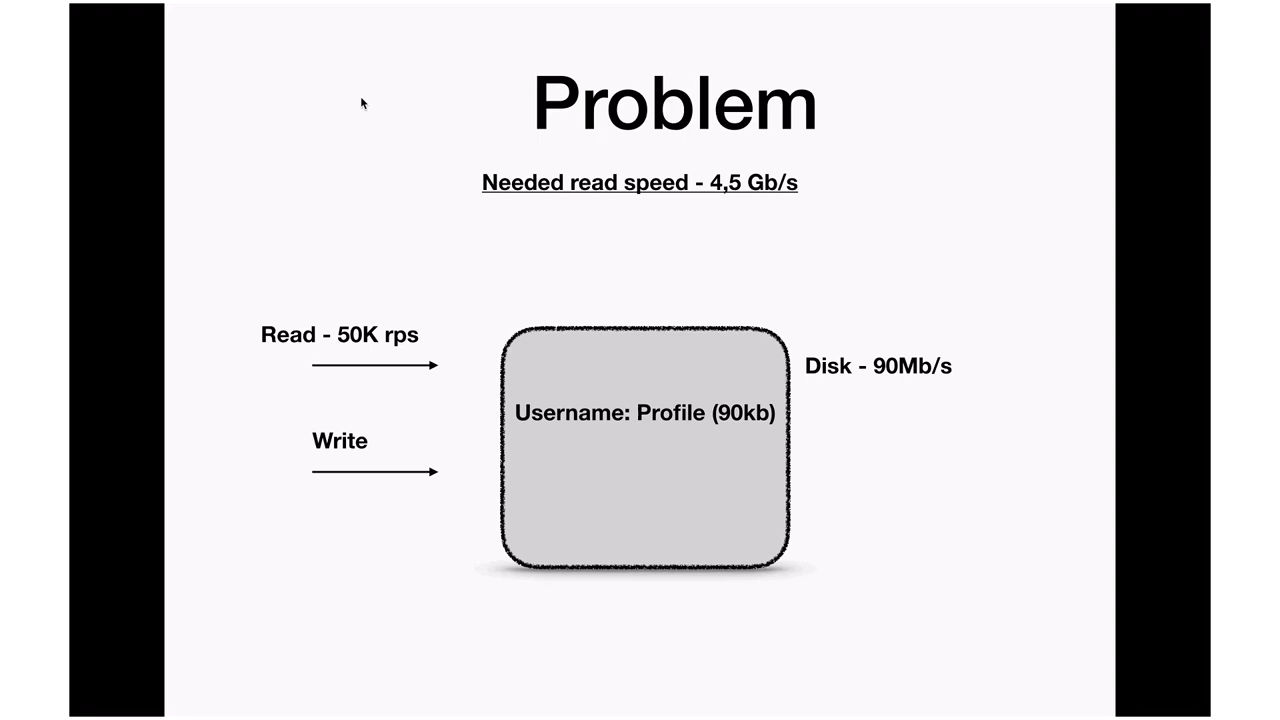 Problem
Needed read speed - 4,5 Gb/s
Read - 50K rps
Disk - 90Mb/s
Username: Profile (90kb)
Write